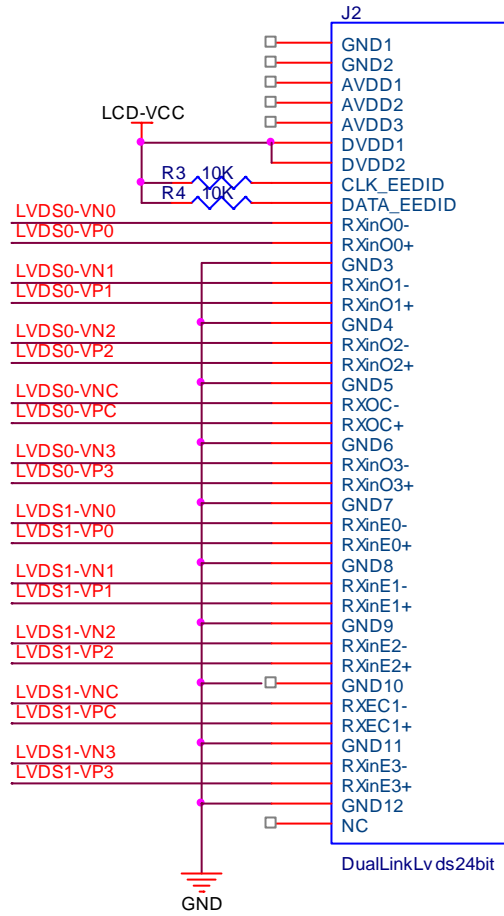 J2
GND1
GND2
AVDD1
AVDD2
AVDD3
LCD-VCC
DVDD1
DVDD2
R3 10K CLK_EEDID
R4 10K DATA_EEDID
LVDS0-VN0 RXinO0-
LVDS0-VP0 RXinO0+
GND3
LVDS0-VN1 RXinO1-
LVDS0-VP1 RXinO1+
GND4
LVDS0-VN2 RXinO2-
LVDS0-VP2 RXinO2+
GND5
LVDS0-VNC RXOC-
LVDS0-VPC RXOC+
GND6
LVDS0-VN3 RXinO3-
LVDS0-VP3 RXinO3+
GND7
LVDS1-VN0 RXinE0-
LVDS1-VP0 RXinE0+
GND8
LVDS1-VN1 RXinE1-
LVDS1-VP1 RXinE1+
GND9
LVDS1-VN2 RXinE2-
LVDS1-VP2 RXinE2+
GND10
LVDS1-VNC RXEC1-
LVDS1-VPC RXEC1+
GND11
LVDS1-VN3 RXinE3-
LVDS1-VP3 RXinE3+
GND12
NC
DualLinkLvds24bit
GND